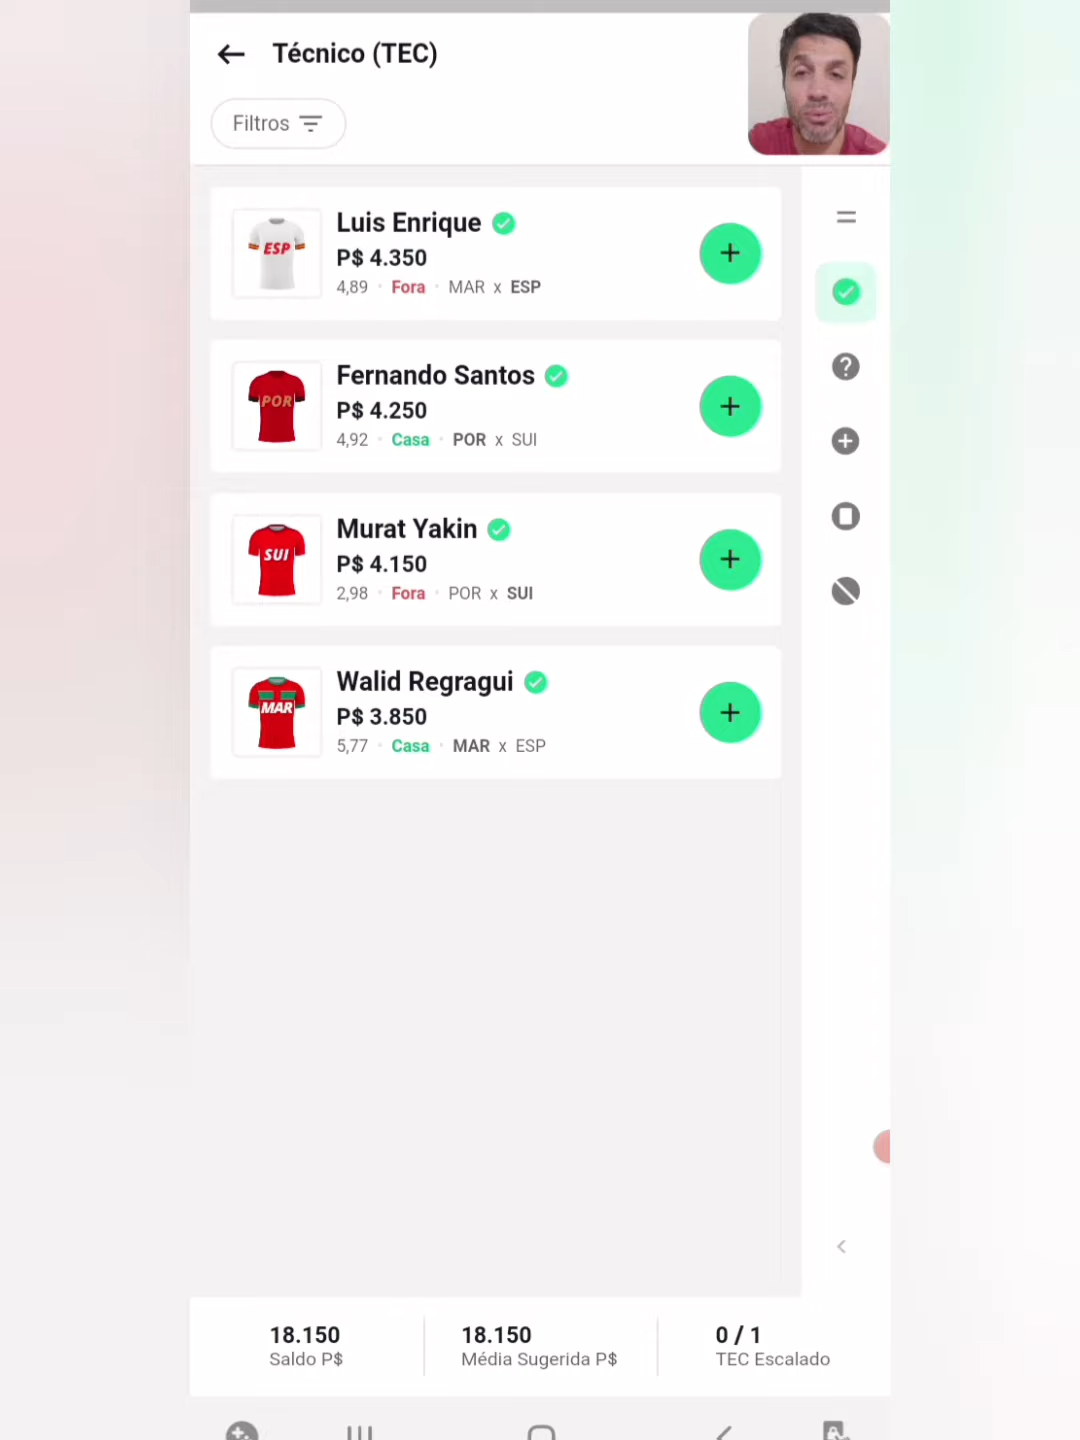 Técnico (TEC)
Filtros
Luis Enrique
ESP
P$ 4.350
4,89 · Fora · MAR x ESP
Fernando Santos
POR
P$ 4.250
4,92 · Casa · POR x SUI
Murat Yakin
SUI
P$ 4.150
2,98 · Fora · POR x SUI
Walid Regragui
MAR
P$ 3.850
5,77 · Casa · MAR x ESP
18.150 18.150 0 / 1
Saldo P$ Média Sugerida P$ TEC Escalado